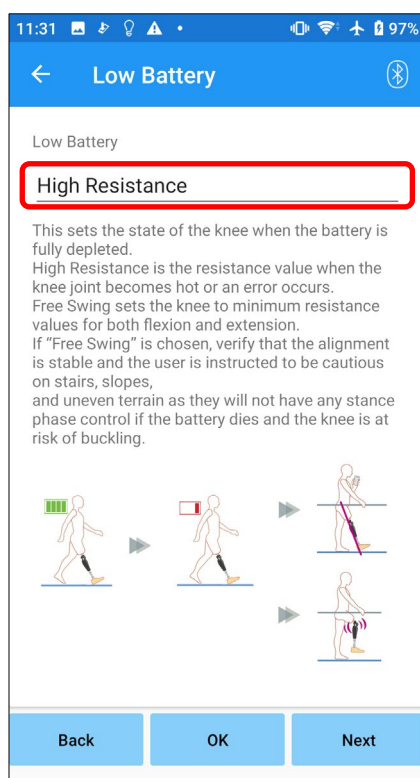 11:31 97%
Low Battery
Low Battery
High Resistance
This sets the state of the knee when the battery is
fully depleted.
High Resistance is the resistance value when the
knee joint becomes hot or an error occurs.
Free Swing sets the knee to minimum resistance
values for both flexion and extension.
If “Free Swing” is chosen, verify that the alignment
is stable and the user is instructed to be cautious
on stairs, slopes,
and uneven terrain as they will not have any stance
phase control if the battery dies and the knee is at
risk of buckling.
Back OK Next